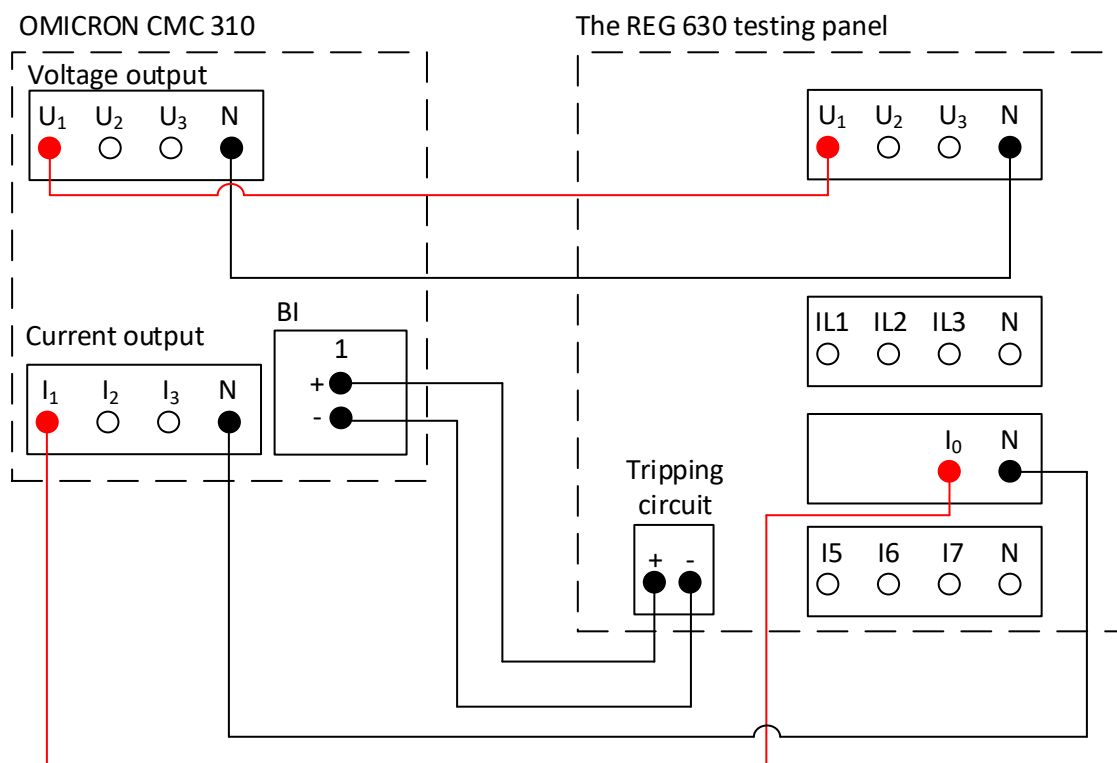 OMICRON CMC 310
The REG 630 testing panel
Voltage output
U₁ U₂ U₃ N
U₁ U₂ U₃ N
BI
1
+
-
Current output
I₁ I₂ I₃ N
IL1 IL2 IL3 N
I₀ N
Tripping
circuit
+ -
I5 I6 I7 N